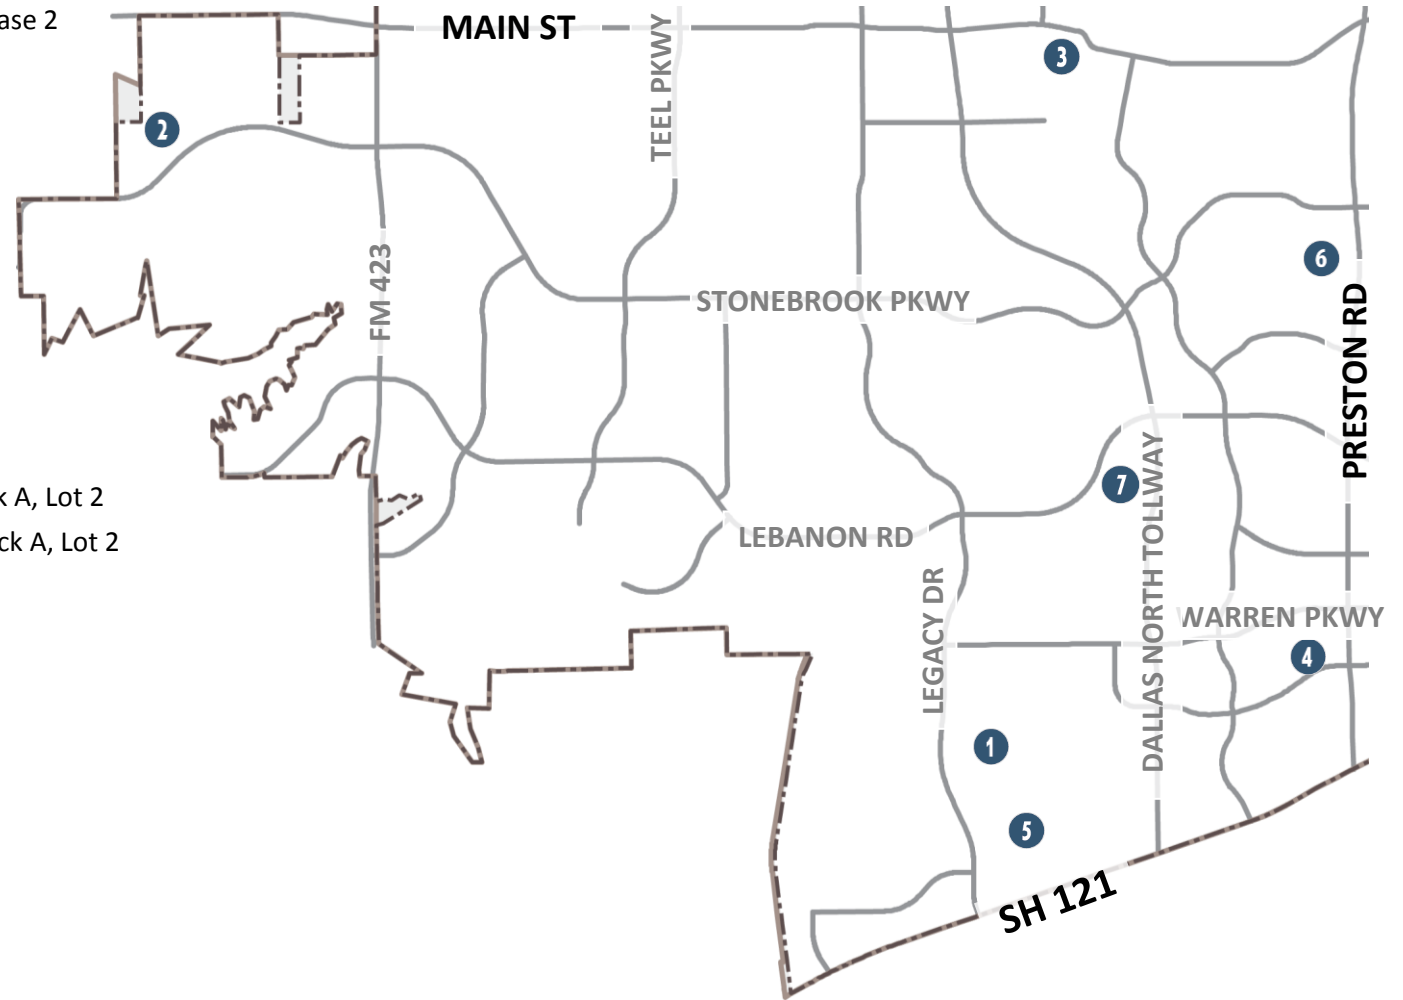 ase 2
MAIN ST
TEEL PKWY
3
2
FM 423
6
STONEBROOK PKWY
PRESTON RD
k A, Lot 2
7
ck A, Lot 2
LEBANON RD
DALLAS NORTH TOLLWAY
LEGACY DR
WARREN PKWY
4
1
5
SH 121